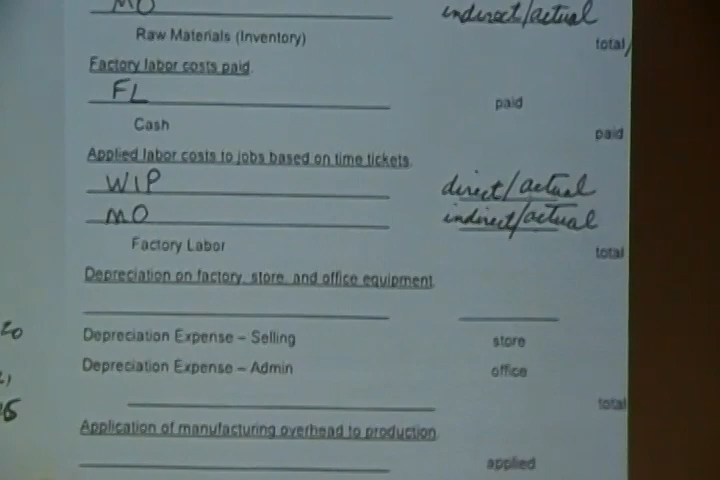 MO indirect/actual
Raw Materials (Inventory) total
Factory labor costs paid.
FL paid
Cash paid
Applied labor costs to jobs based on time tickets.
WIP direct/actual
MO indirect/actual
Factory Labor total
Depreciation on factory, store, and office equipment
20
Depreciation Expense – Selling store
Depreciation Expense – Admin office
total
Application of manufacturing overhead to production
applied